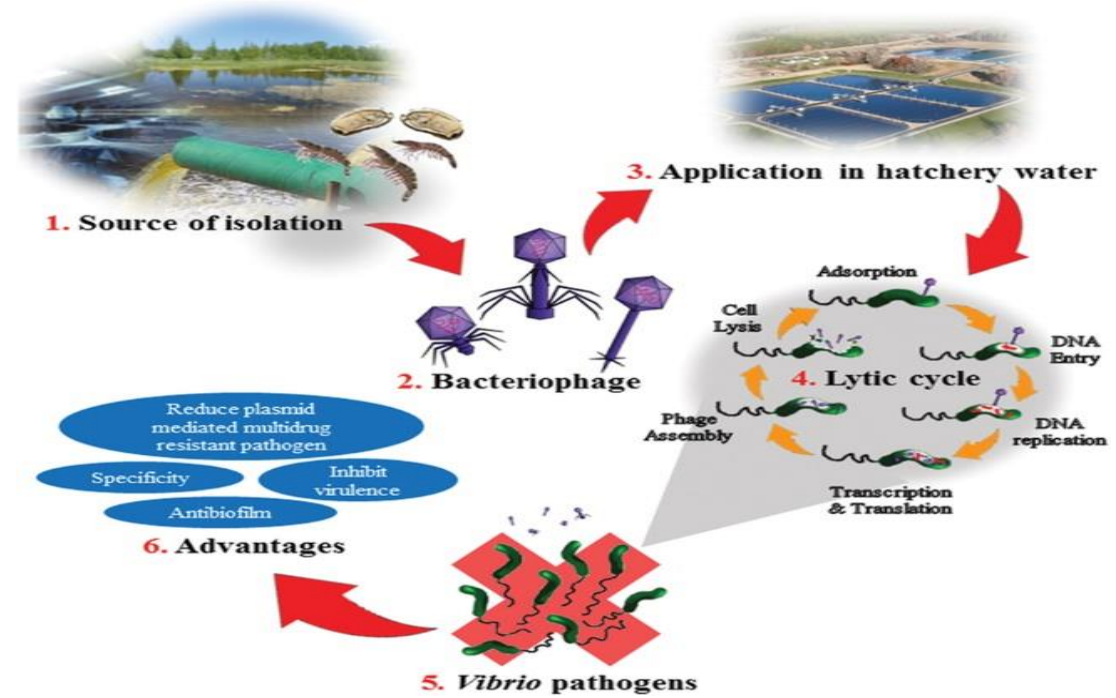 1. Source of isolation
2. Bacteriophage
3. Application in hatchery water
Adsorption
DNA
Entry
DNA
replication
Transcription
& Translation
Phage
Assembly
Cell
Lysis
4. Lytic cycle
5. Vibrio pathogens
Reduce plasmid
mediated multidrug
resistant pathogen
Specificity
Inhibit
virulence
Antibiofilm
6. Advantages